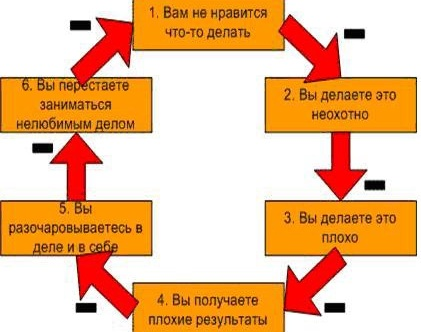 1. Вам не нравится
что-то делать
2. Вы делаете это
неохотно
3. Вы делаете это
плохо
4. Вы получаете
плохие результаты
5. Вы
разочаровываетесь в
деле и в себе
6. Вы перестаете
заниматься
нелюбимым делом